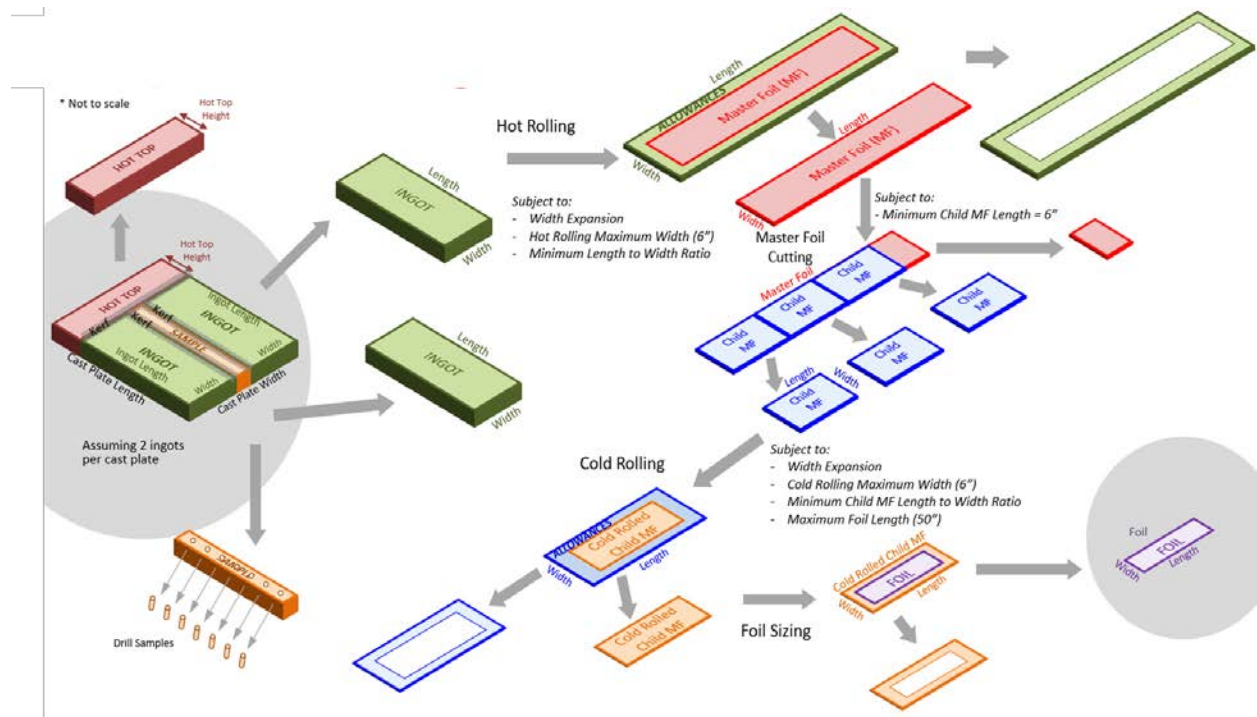 * Not to scale
Hot Top
Height
HOT TOP
Hot Top
Height
HOT TOP
Kerf
Kerf
Kerf
Ingot Length
INGOT
Width
SAMPLE
INGOT
Ingot Length
Width
Cast Plate Length
Cast Plate Width
Assuming 2 ingots
per cast plate
Drill Samples
Length
INGOT
Width
Length
INGOT
Width
Hot Rolling
Subject to:
- Width Expansion
- Hot Rolling Maximum Width (6”)
- Minimum Length to Width Ratio
Length
ALLOWANCES
Master Foil (MF)
Width
Length
Master Foil (MF)
Width
Subject to:
- Minimum Child MF Length = 6”
Master Foil
Cutting
Master Foil
Child
MF
Child
MF
Child
MF
Child
MF
Child
MF
Length
Width
Child
MF
Cold Rolling
Subject to:
- Width Expansion
- Cold Rolling Maximum Width (6”)
- Minimum Child MF Length to Width Ratio
- Maximum Foil Length (50”)
ALLOWANCES
Cold Rolled
Child MF
Width
Length
Cold Rolled
Child MF
Foil Sizing
Cold Rolled Child MF
FOIL
Width
Length
Foil
FOIL
Width
Length